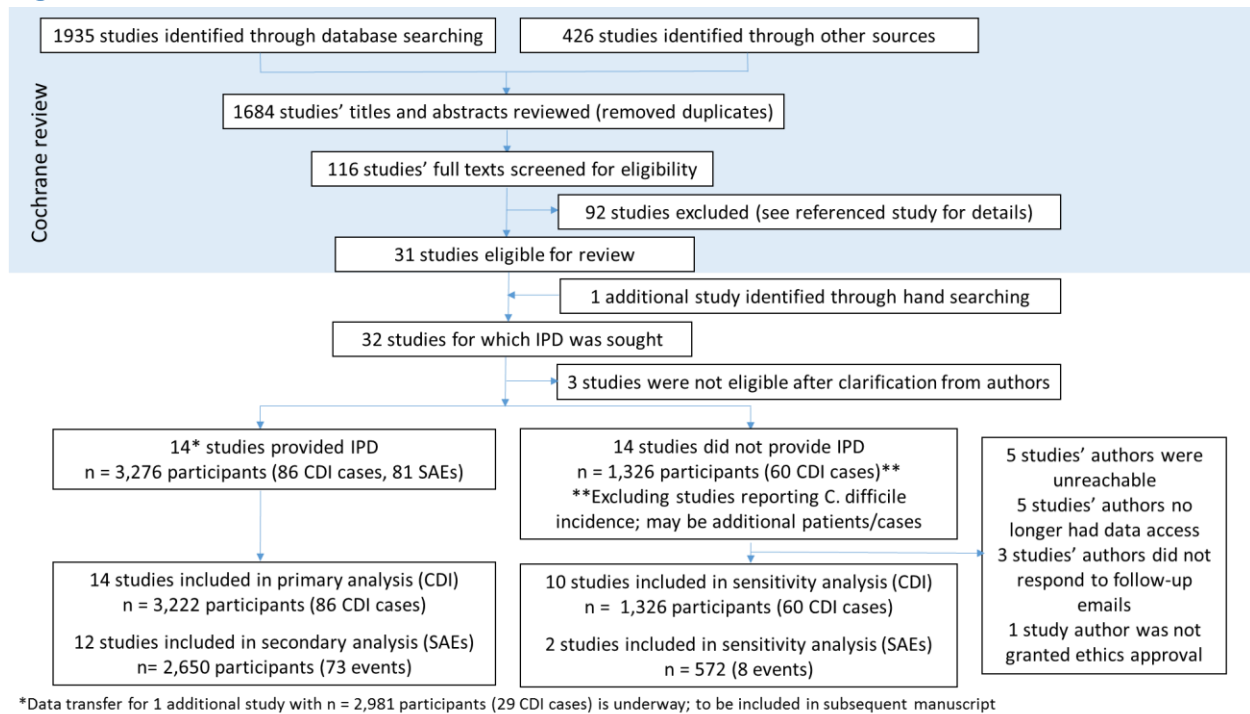 1935 studies identified through database searching
426 studies identified through other sources
Cochrane review
1684 studies' titles and abstracts reviewed (removed duplicates)
116 studies' full texts screened for eligibility
92 studies excluded (see referenced study for details)
31 studies eligible for review
1 additional study identified through hand searching
32 studies for which IPD was sought
3 studies were not eligible after clarification from authors
14* studies provided IPD
n = 3,276 participants (86 CDI cases, 81 SAEs)
14 studies did not provide IPD
n = 1,326 participants (60 CDI cases)**
**Excluding studies reporting C. difficile
incidence; may be additional patients/cases
5 studies' authors were
unreachable
5 studies' authors no
longer had data access
3 studies' authors did not
respond to follow-up
emails
1 study author was not
granted ethics approval
14 studies included in primary analysis (CDI)
n = 3,222 participants (86 CDI cases)
12 studies included in secondary analysis (SAEs)
n= 2,650 participants (73 events)
10 studies included in sensitivity analysis (CDI)
n = 1,326 participants (60 CDI cases)
2 studies included in sensitivity analysis (SAEs)
n = 572 (8 events)
*Data transfer for 1 additional study with n = 2,981 participants (29 CDI cases) is underway; to be included in subsequent manuscript